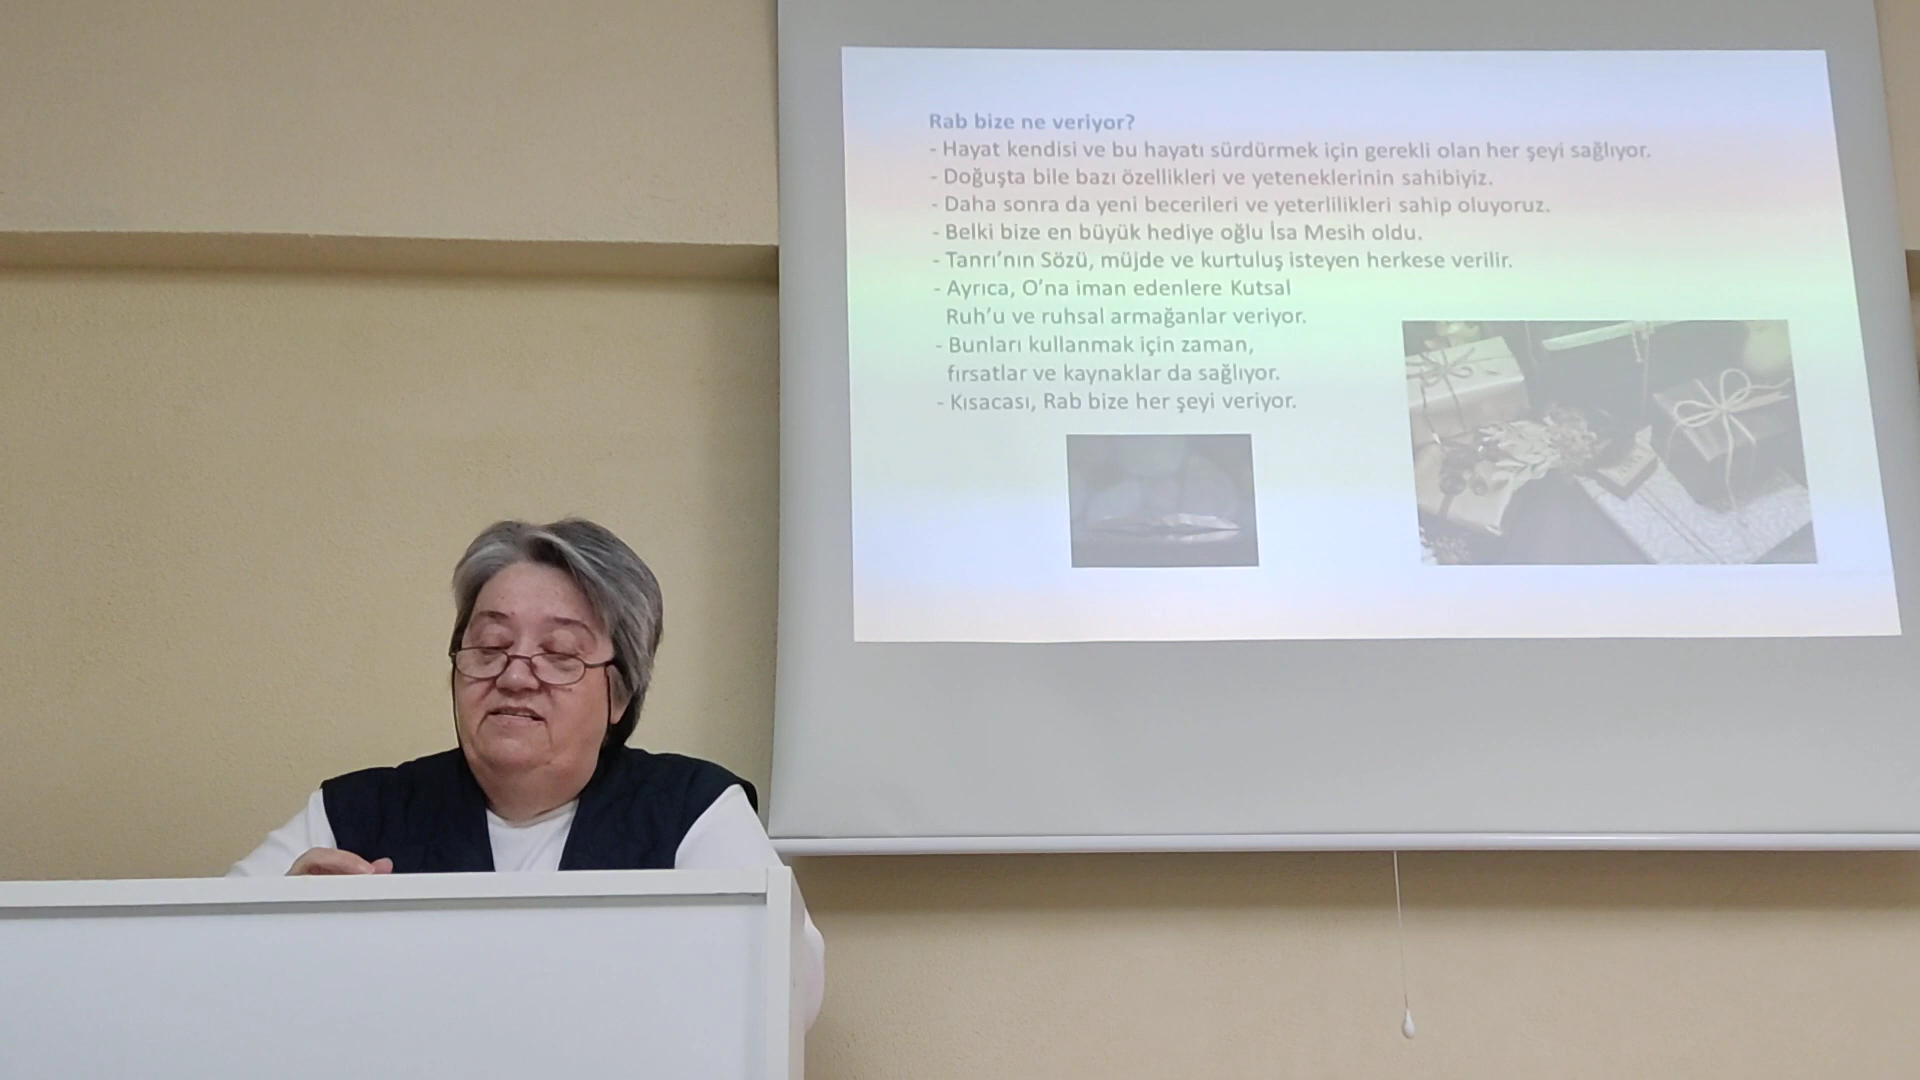 Rab bize ne veriyor?
- Hayat kendisi ve bu hayatı sürdürmek için gerekli olan her şeyi sağlıyor.
- Doğuşta bile bazı özellikleri ve yeteneklerinin sahibiyiz.
- Daha sonra da yeni becerileri ve yeterlilikleri sahip oluyoruz.
- Belki bize en büyük hediye oğlu İsa Mesih oldu.
- Tanrı’nın Sözü, müjde ve kurtuluş isteyen herkese verilir.
- Ayrıca, O’na iman edenlere Kutsal
Ruh’u ve ruhsal armağanlar veriyor.
- Bunları kullanmak için zaman,
fırsatlar ve kaynaklar da sağlıyor.
- Kısacası, Rab bize her şeyi veriyor.